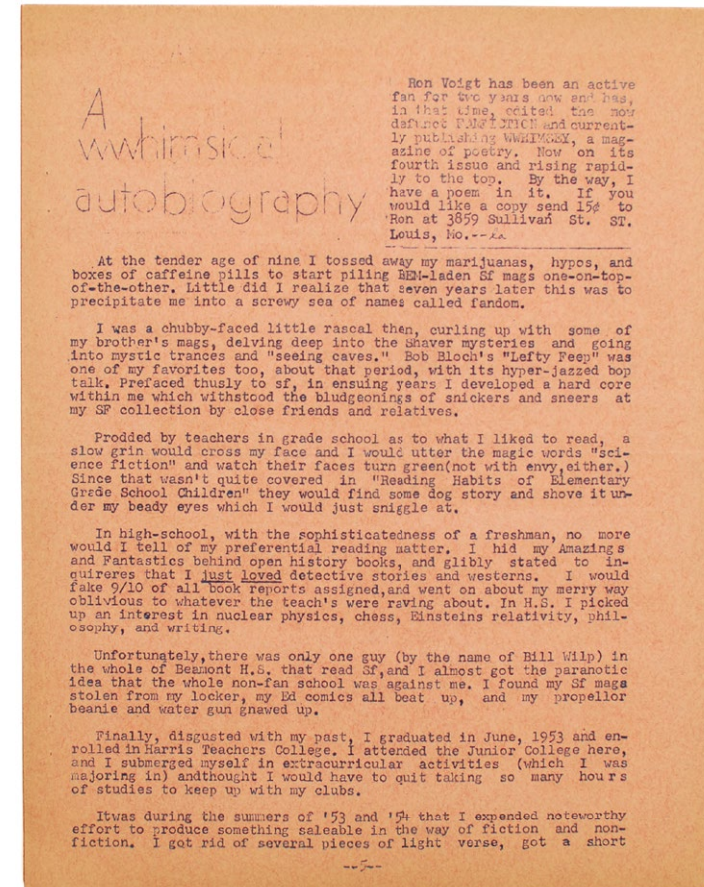 A
wwhimsical
autobiography
Ron Voigt has been an active
fan for two years now and has,
in that time, edited the now
defunct FANFICTION and current-
ly publishing WWHIMSEY, a mag-
azine of poetry. Now on its
fourth issue and rising rapid-
ly to the top. By the way, I
have a poem in it. If you
would like a copy send 15¢ to
Ron at 3859 Sullivan St. ST.
Louis, Mo.--
At the tender age of nine I tossed away my marijuanas, hypos, and
boxes of caffeine pills to start piling BEM-laden Sf mags one-on-top-
of-the-other. Little did I realize that seven years later this was to
precipitate me into a screwy sea of names called fandom.
I was a chubby-faced little rascal then, curling up with some of
my brother's mags, delving deep into the Shaver mysteries and going
into mystic trances and "seeing caves." Bob Bloch's "Lefty Feep" was
one of my favorites too, about that period, with its hyper-jazzed bop
talk. Prefaced thusly to sf, in ensuing years I developed a hard core
within me which withstood the bludgeonings of snickers and sneers at
my SF collection by close friends and relatives.
Prodded by teachers in grade school as to what I liked to read, a
slow grin would cross my face and I would utter the magic words "sci-
ence fiction" and watch their faces turn green(not with envy,either.)
Since that wasn't quite covered in "Reading Habits of Elementary
Grade School Children" they would find some dog story and shove it un-
der my beady eyes which I would just sniggle at.
In high-school, with the sophisticatedness of a freshman, no more
would I tell of my preferential reading matter. I hid my Amazings
and Fantastics behind open history books, and glibly stated to in-
quireres that I just loved detective stories and westerns. I would
fake 9/10 of all book reports assigned,and went on about my merry way
oblivious to whatever the teach's were raving about. In H.S. I picked
up an interest in nuclear physics, chess, Einsteins relativity, phil-
osophy, and writing.
Unfortunately,there was only one guy (by the name of Bill Wilp) in
the whole of Beamont H.S. that read Sf,and I almost got the paranotic
idea that the whole non-fan school was against me. I found my Sf mags
stolen from my locker, my Ed comics all beat up, and my propellor
beanie and water gun gnawed up.
Finally, disgusted with my past, I graduated in June, 1953 and en-
rolled in Harris Teachers College. I attended the Junior College here,
and I submerged myself in extracurricular activities (which I was
majoring in) andthought I would have to quit taking so many hours
of studies to keep up with my clubs.
Itwas during the summers of '53 and '54 that I expended noteworthy
effort to produce something saleable in the way of fiction and non-
fiction. I got rid of several pieces of light verse, got a short
--5--